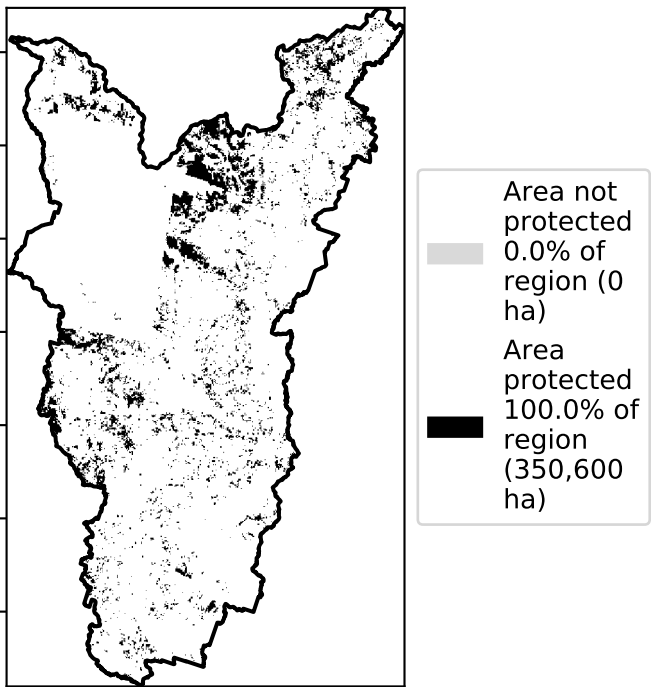 Area not
protected
0.0% of
region (0
ha)
Area
protected
100.0% of
region
(350,600
ha)